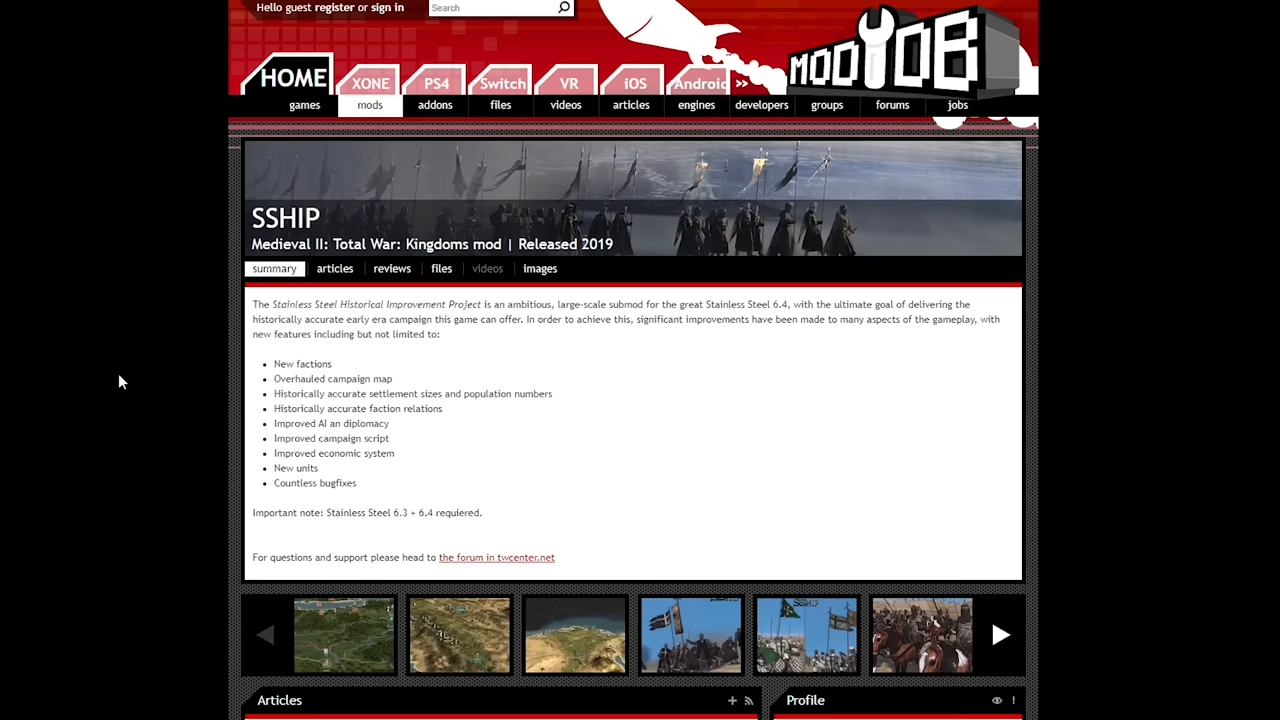 Hello guest register or sign in
Search
MODDB
HOME XONE PS4 Switch VR iOS Android »
games mods addons files videos articles engines developers groups forums jobs
SSHIP
Medieval II: Total War: Kingdoms mod | Released 2019
summary articles reviews files videos images
The Stainless Steel Historical Improvement Project is an ambitious, large-scale submod for the great Stainless Steel 6.4, with the ultimate goal of delivering the
historically accurate early era campaign this game can offer. In order to achieve this, significant improvements have been made to many aspects of the gameplay, with
new features including but not limited to:
• New factions
• Overhauled campaign map
• Historically accurate settlement sizes and population numbers
• Historically accurate faction relations
• Improved AI an diplomacy
• Improved campaign script
• Improved economic system
• New units
• Countless bugfixes
Important note: Stainless Steel 6.3 + 6.4 requiered.
For questions and support please head to the forum in twcenter.net
SSHIP
Articles
Profile